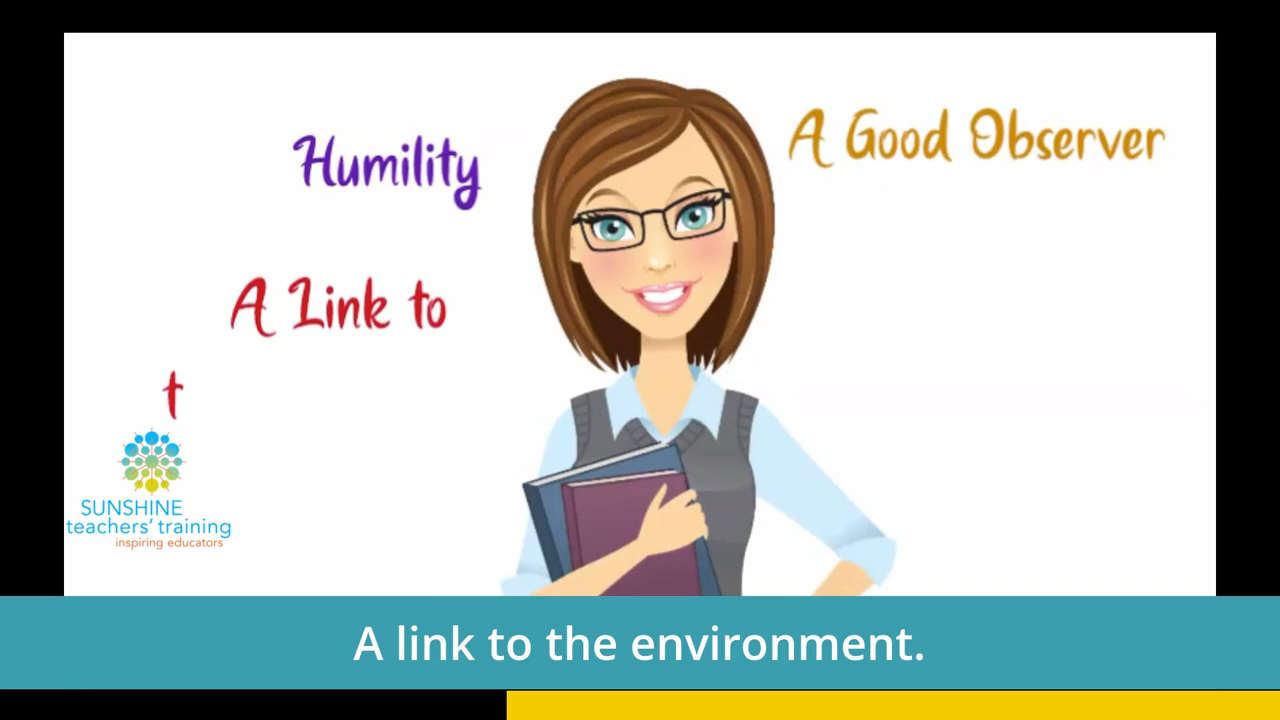 Humility
A Good Observer
A Link to
t
SUNSHINE
teachers' training
inspiring educators
A link to the environment.